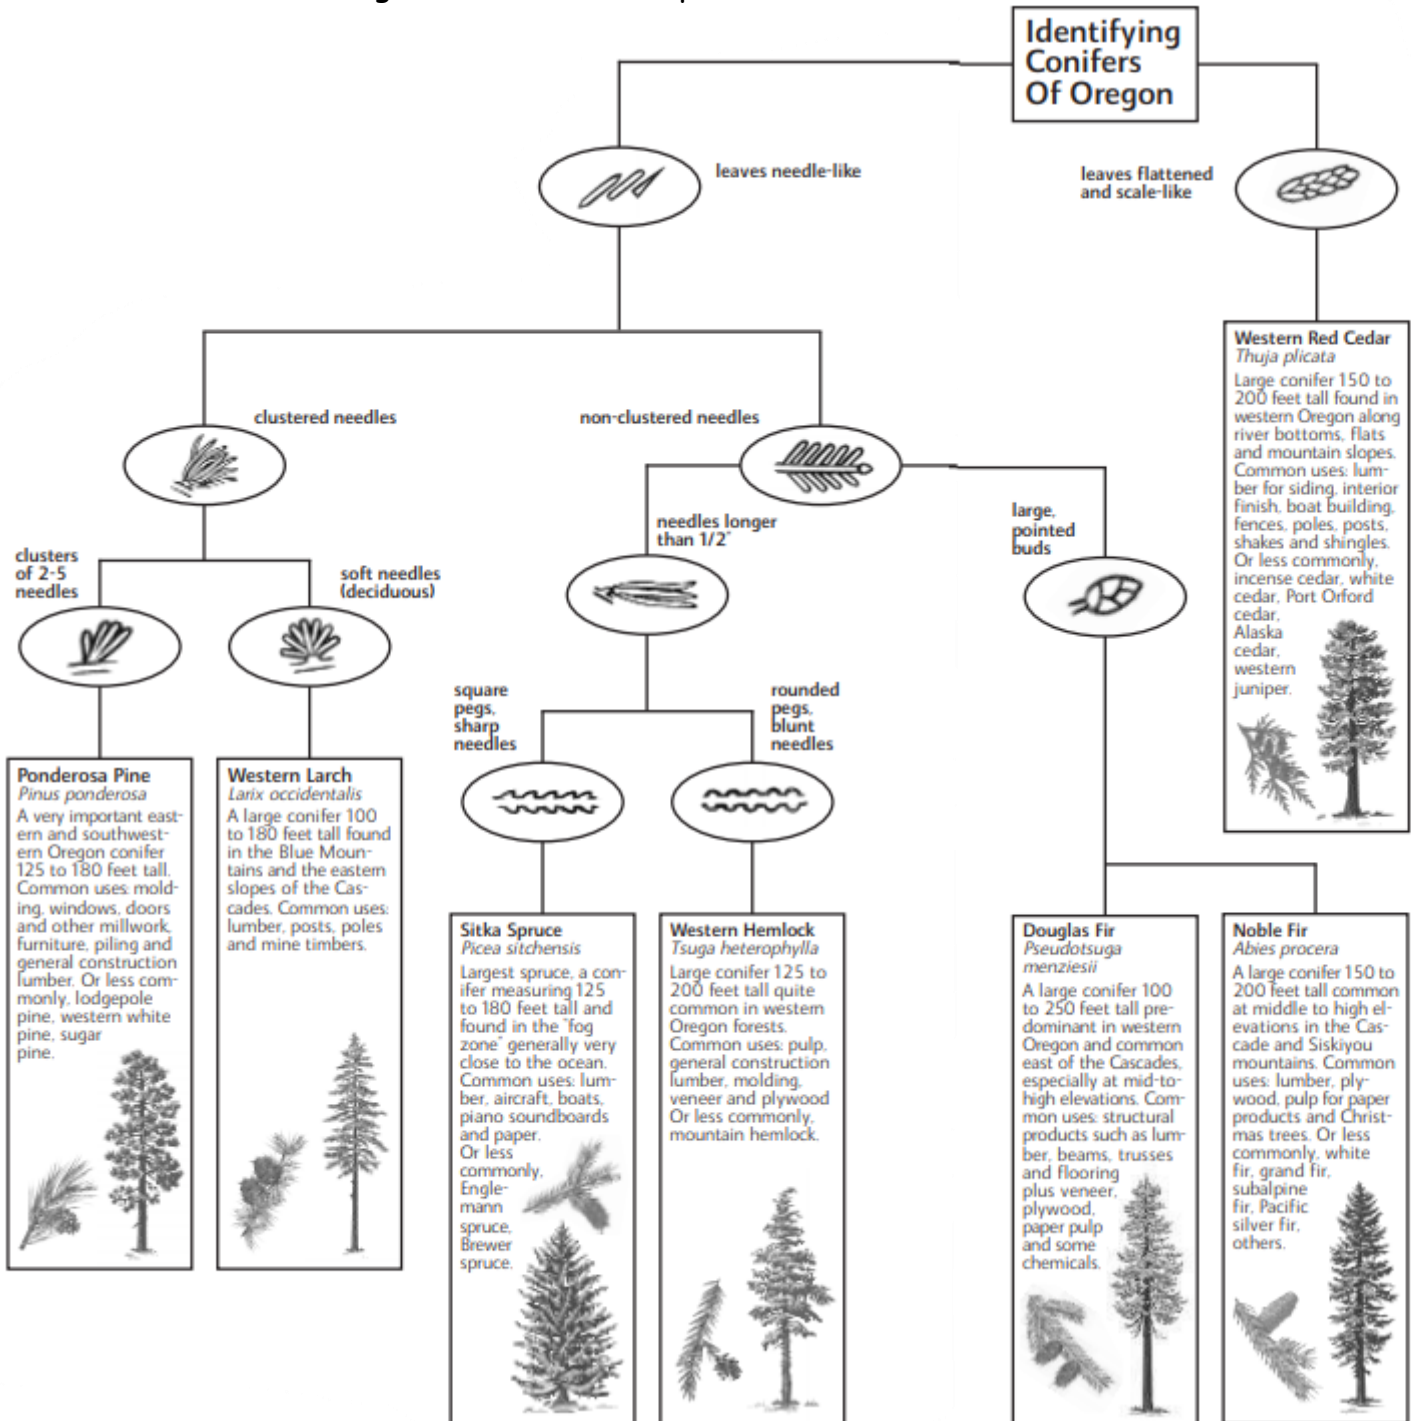 Identifying
Conifers
Of Oregon
leaves needle-like
leaves flattened
and scale-like
clustered needles
non-clustered needles
clusters
of 2-5
needles
soft needles
(deciduous)
needles longer
than 1/2"
large,
pointed
buds
square
pegs,
sharp
needles
rounded
pegs,
blunt
needles
Western Red Cedar
Thuja plicata
Large conifer 150 to
200 feet tall found in
western Oregon along
river bottoms, flats
and mountain slopes.
Common uses: lum-
ber for siding, interior
finish, boat building,
fences, poles, posts,
shakes and shingles.
Or less commonly,
incense cedar, white
cedar, Port Orford
cedar,
Alaska
cedar,
western
juniper.
Ponderosa Pine
Pinus ponderosa
A very important east-
ern and southwest-
ern Oregon conifer
125 to 180 feet tall.
Common uses: mold-
ing, windows, doors
and other millwork,
furniture, piling and
general construction
lumber. Or less com-
monly, lodgepole
pine, western white
pine, sugar
pine.
Western Larch
Larix occidentalis
A large conifer 100
to 180 feet tall found
in the Blue Moun-
tains and the eastern
slopes of the Cas-
cades. Common uses:
lumber, posts, poles
and mine timbers.
Sitka Spruce
Picea sitchensis
Largest spruce, a con-
ifer measuring 125
to 180 feet tall and
found in the "fog
zone" generally very
close to the ocean.
Common uses: lum-
ber, aircraft, boats,
piano soundboards
and paper.
Or less
commonly,
Engle-
mann
spruce,
Brewer
spruce.
Western Hemlock
Tsuga heterophylla
Large conifer 125 to
200 feet tall quite
common in western
Oregon forests.
Common uses: pulp,
general construction
lumber, molding,
veneer and plywood
Or less commonly,
mountain hemlock.
Douglas Fir
Pseudotsuga
menziesii
A large conifer 100
to 250 feet tall pre-
dominant in western
Oregon and common
east of the Cascades,
especially at mid-to-
high elevations. Com-
mon uses: structural
products such as lum-
ber, beams, trusses
and flooring
plus veneer,
plywood,
paper pulp
and some
chemicals.
Noble Fir
Abies procera
A large conifer 150 to
200 feet tall common
at middle to high el-
evations in the Cas-
cade and Siskiyou
mountains. Common
uses: lumber, ply-
wood, pulp for paper
products and Christ-
mas trees. Or less
commonly, white
fir, grand fir,
subalpine
fir, Pacific
silver fir,
others.